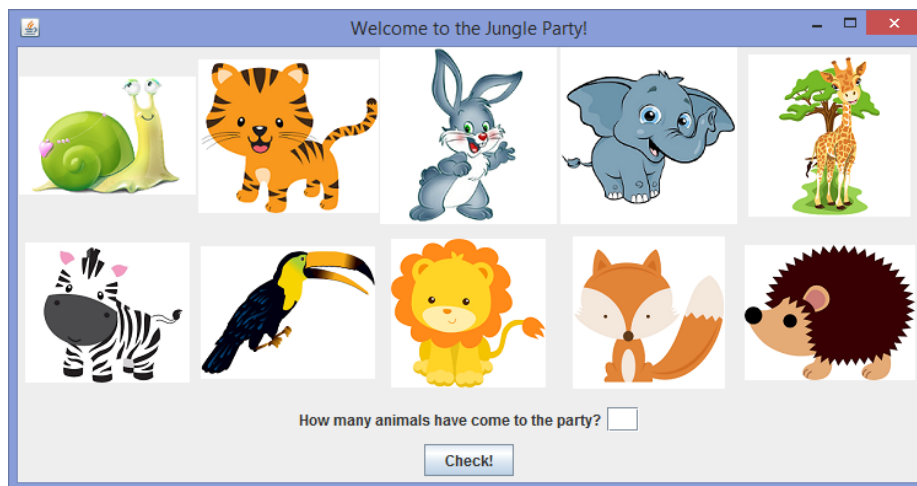 Welcome to the Jungle Party!
How many animals have come to the party?
Check!